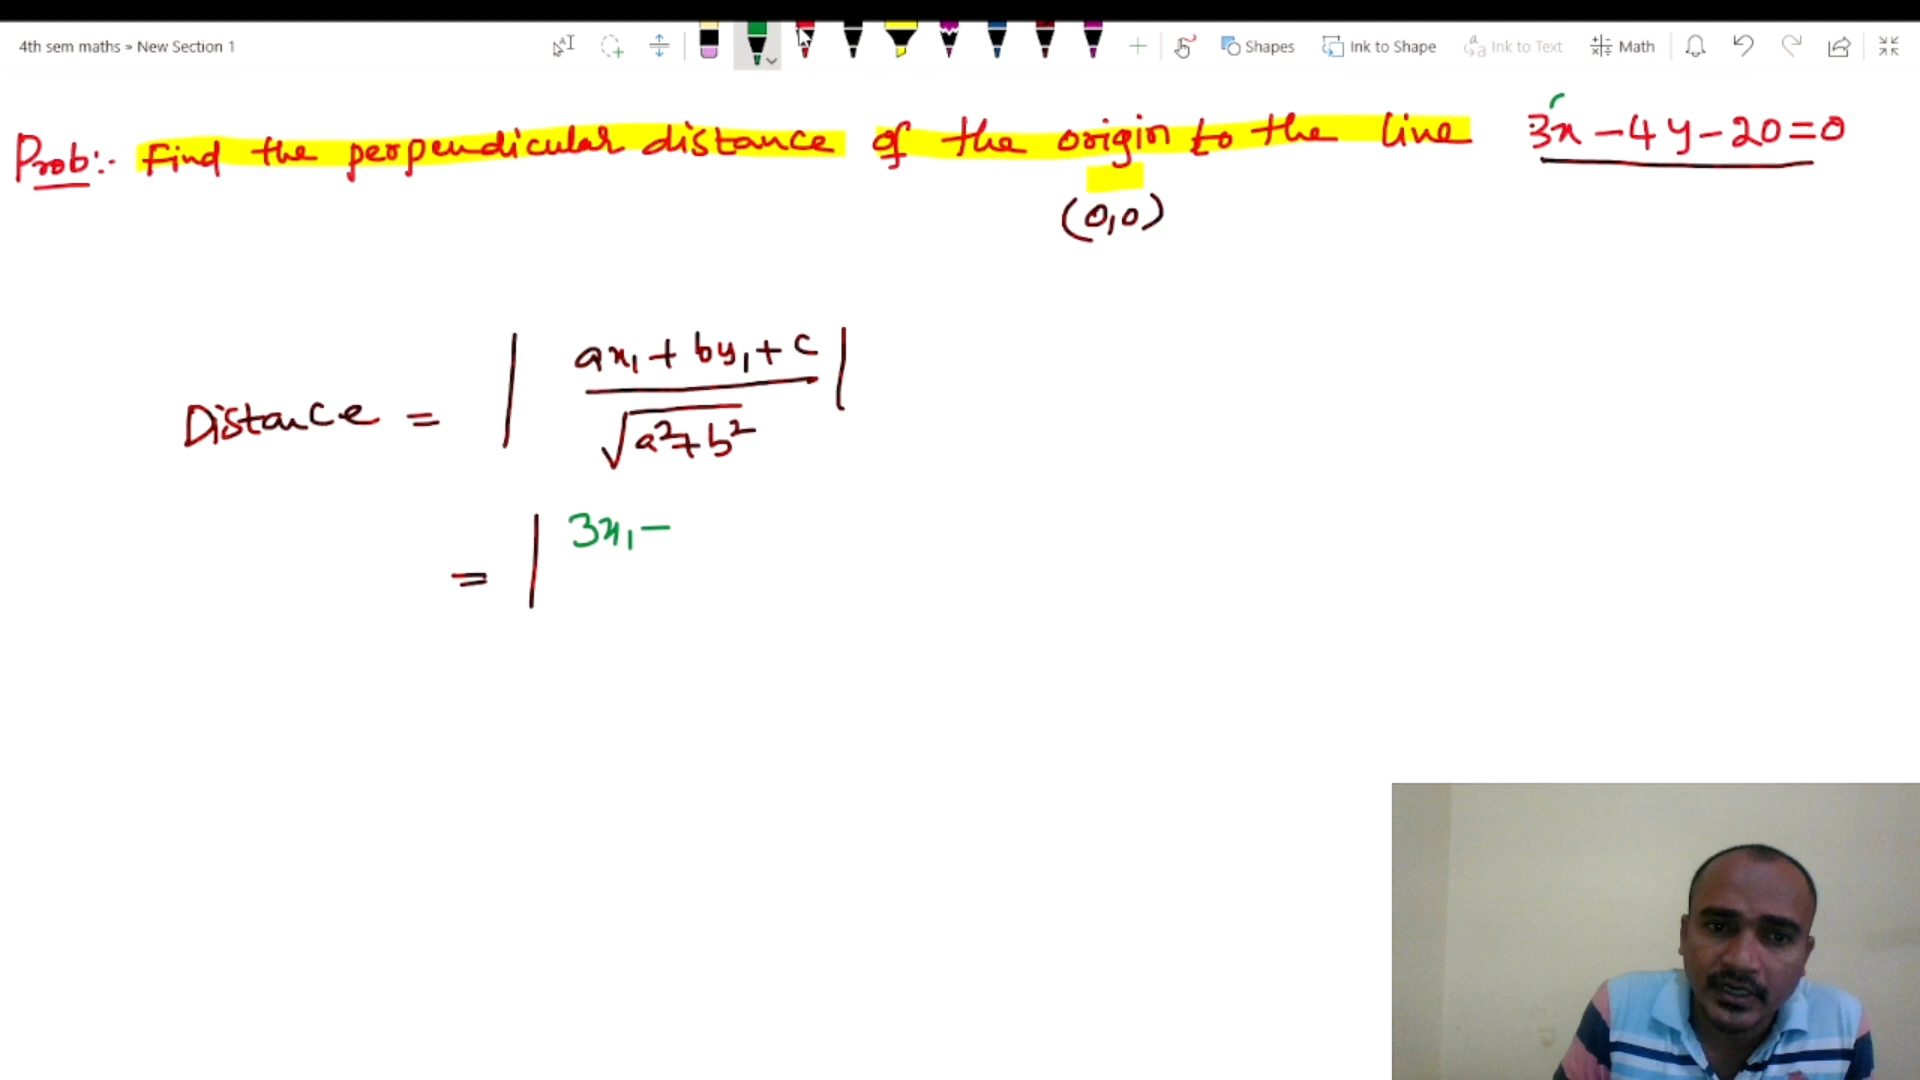 4th sem maths » New Section 1
Shapes Ink to Shape Ink to Text Math
Prob:- Find the perpendicular distance of the origin to the line 3x - 4y - 20 = 0
(0,0)
Distance = | ax₁ + by₁ + c / √a²+b² |
= | 3x₁ -